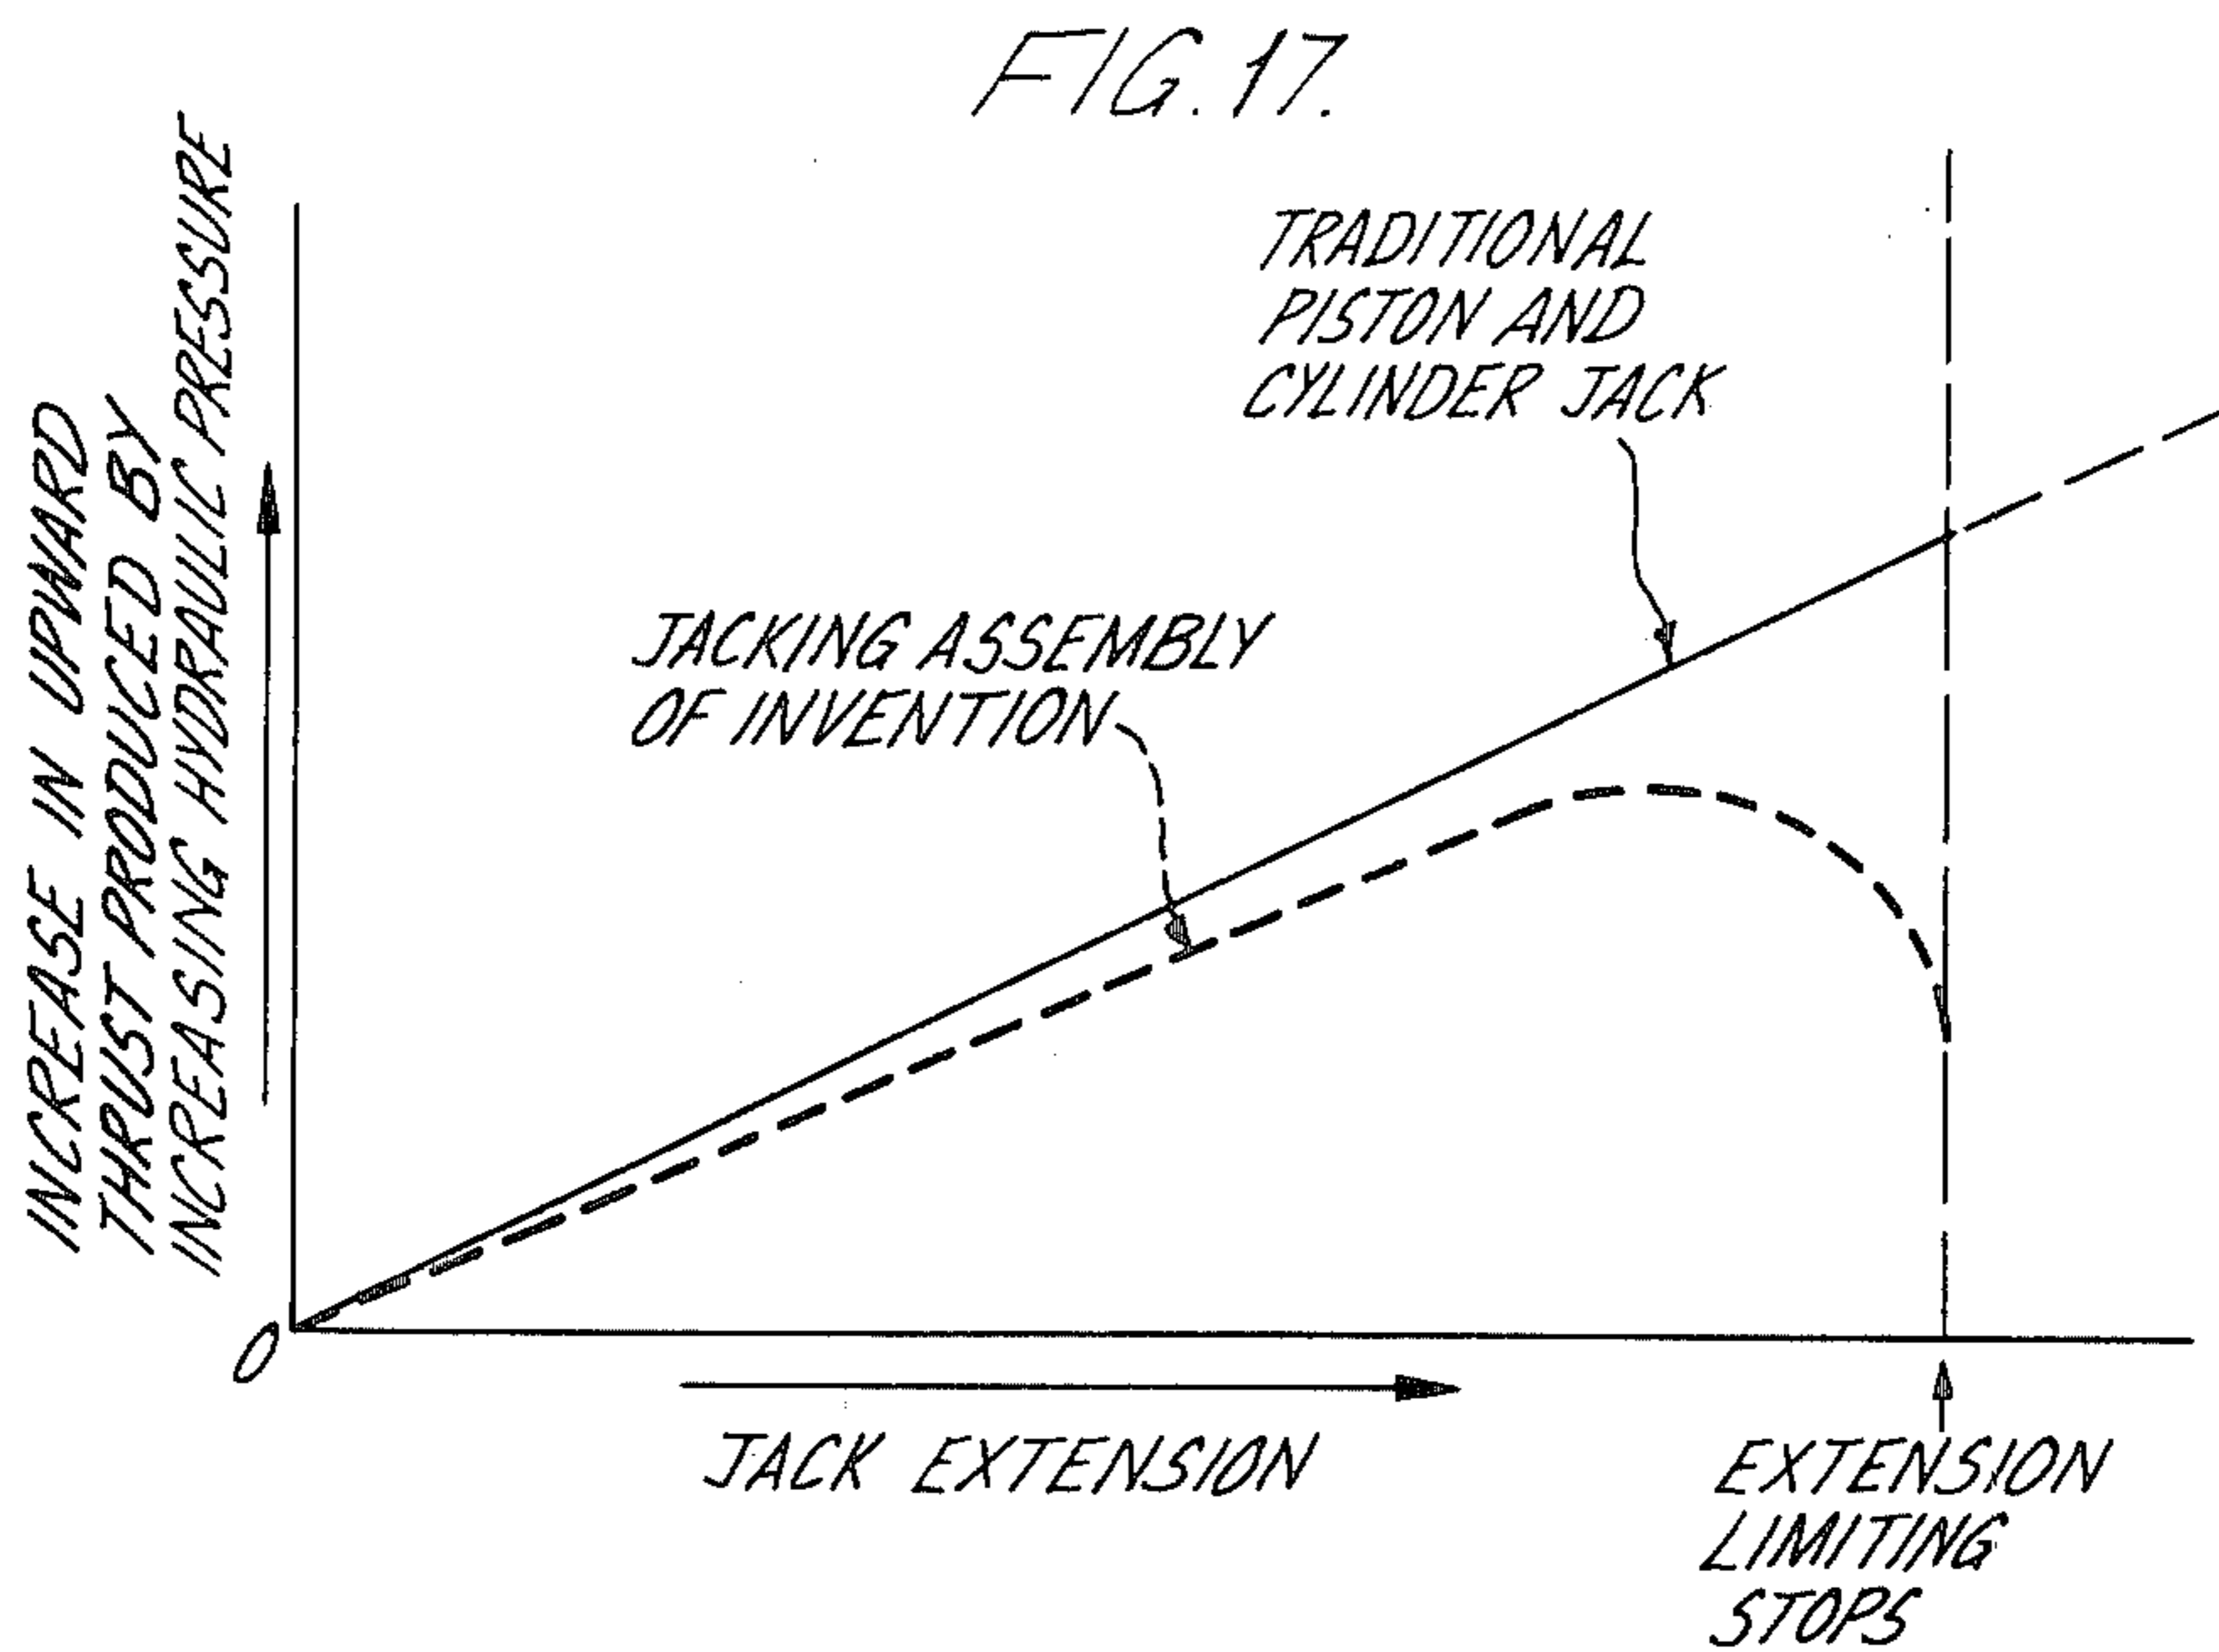 FIG. 17.
INCREASE IN UPWARD
THRUST PRODUCED BY
INCREASING HYDRAULIC PRESSURE
TRADITIONAL
PISTON AND
CYLINDER JACK
JACKING ASSEMBLY
OF INVENTION
O
JACK EXTENSION
EXTENSION
LIMITING
STOPS